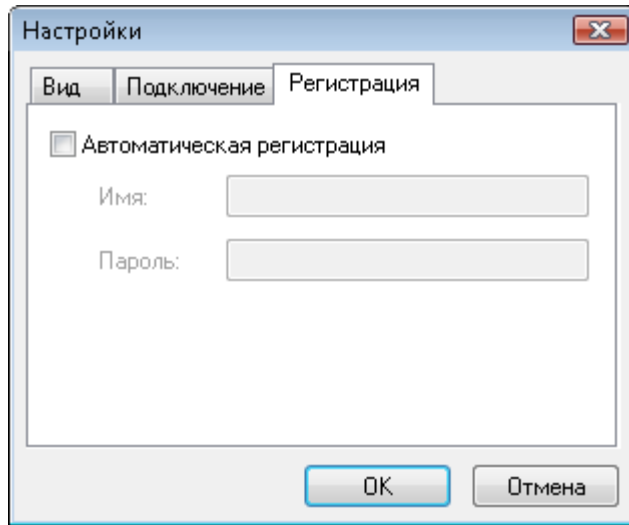 Настройки
Вид Подключение Регистрация
Автоматическая регистрация
Имя:
Пароль:
OK Отмена